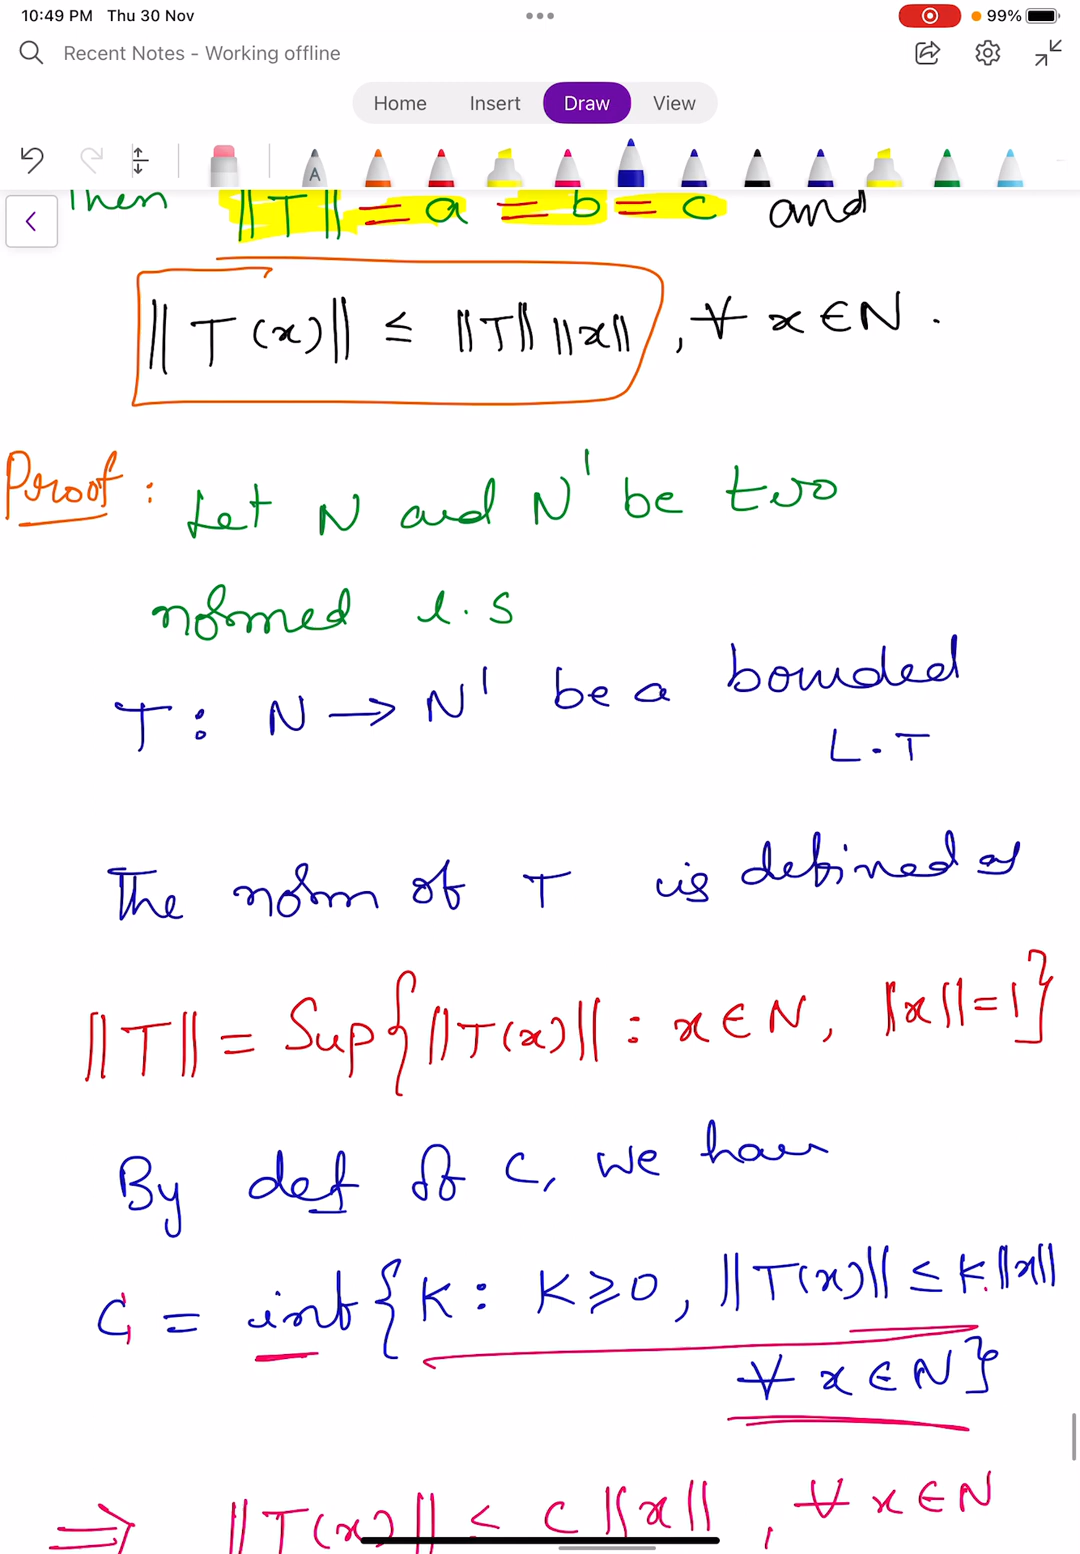 10:49 PM Thu 30 Nov
99%
Recent Notes - Working offline
Home Insert Draw View
A
Then ||T|| = a = b = c and
||T(x)|| ≤ ||T|| ||x||, ∀ x ∈ N.
Proof: Let N and N' be two
normed l.s
T: N → N' be a bounded
L.T
The norm of T is defined as
||T|| = Sup{||T(x)|| : x ∈ N, ||x|| = 1}
By def of C, we have
C = inf{K: K ≥ 0, ||T(x)|| ≤ K.||x||
∀ x ∈ N}
⇒ ||T(x)|| ≤ C ||x||, ∀ x ∈ N